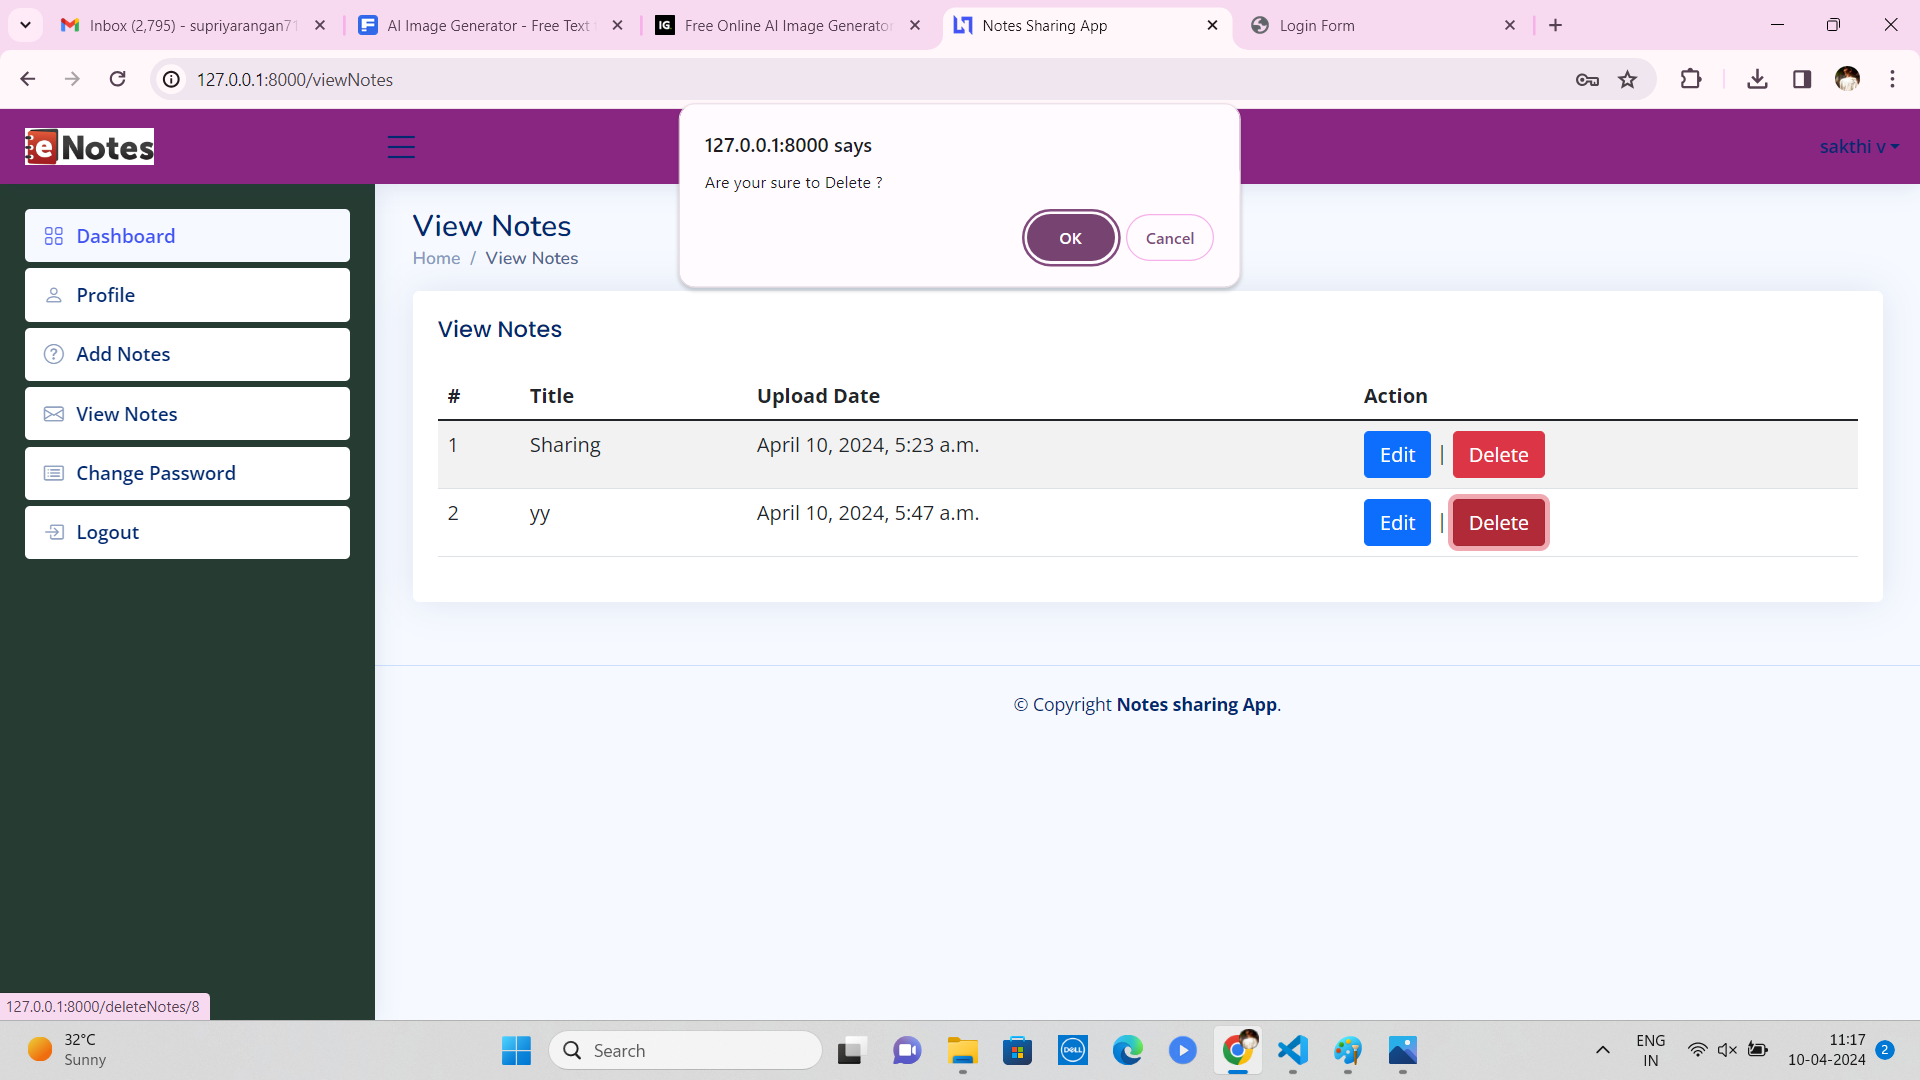 Inbox (2,795) - supriyarangan71
AI Image Generator - Free Text
IG.
Free Online AI Image Generator
Notes Sharing App
Login Form
127.0.0.1:8000/viewNotes
eNotes
127.0.0.1:8000 says
Are your sure to Delete ?
OK
Cancel
sakthi v
Dashboard
Profile
Add Notes
View Notes
Change Password
Logout
View Notes
Home / View Notes
View Notes
# Title Upload Date Action
1 Sharing April 10, 2024, 5:23 a.m. Edit | Delete
2 yy April 10, 2024, 5:47 a.m. Edit | Delete
© Copyright Notes sharing App.
127.0.0.1:8000/deleteNotes/8
32°C
Sunny
Search
DELL
ENG
IN
11:17
10-04-2024
2